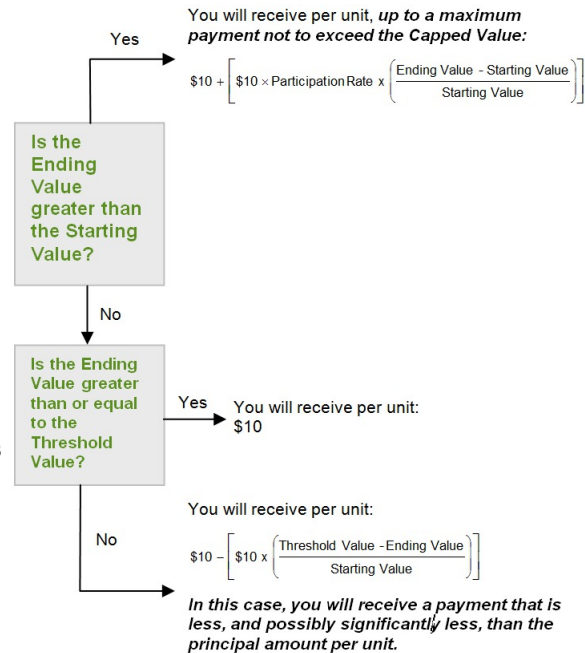 You will receive per unit, up to a maximum
payment not to exceed the Capped Value:
Yes
$10 + [$10 × Participation Rate x (Ending Value - Starting Value / Starting Value)]
Is the
Ending
Value
greater than
the Starting
Value?
No
Is the Ending
Value greater
than or equal
to the
Threshold
Value?
Yes
You will receive per unit:
$10
You will receive per unit:
No
$10 – [$10 x (Threshold Value - Ending Value / Starting Value)]
In this case, you will receive a payment that is
less, and possibly significantly less, than the
principal amount per unit.